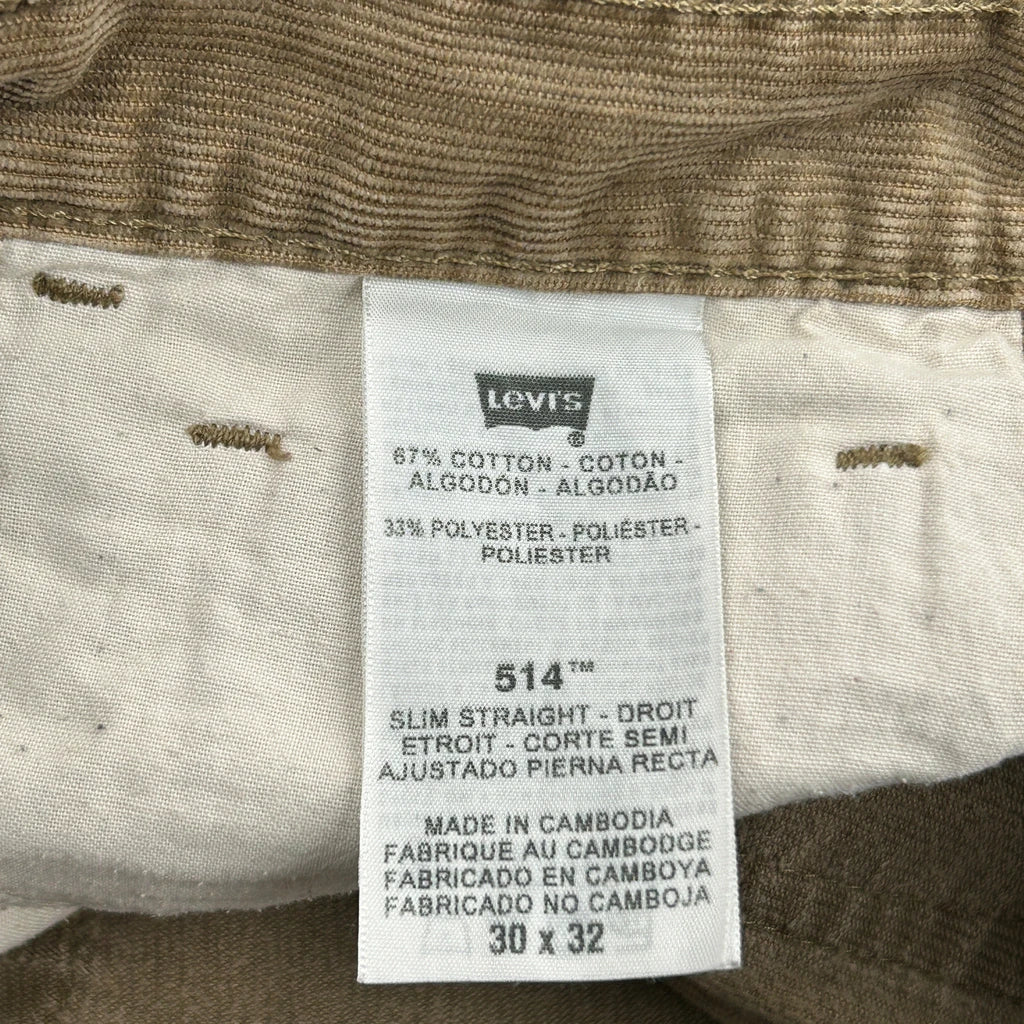 Levi's
®
67% COTTON - COTON -
ALGODÓN - ALGODÃO
33% POLYESTER - POLIÉSTER -
POLIESTER
514™
SLIM STRAIGHT - DROIT
ETROIT - CORTE SEMI
AJUSTADO PIERNA RECTA
MADE IN CAMBODIA
FABRIQUÉ AU CAMBODGE
FABRICADO EN CAMBOYA
FABRICADO NO CAMBOJA
30 x 32